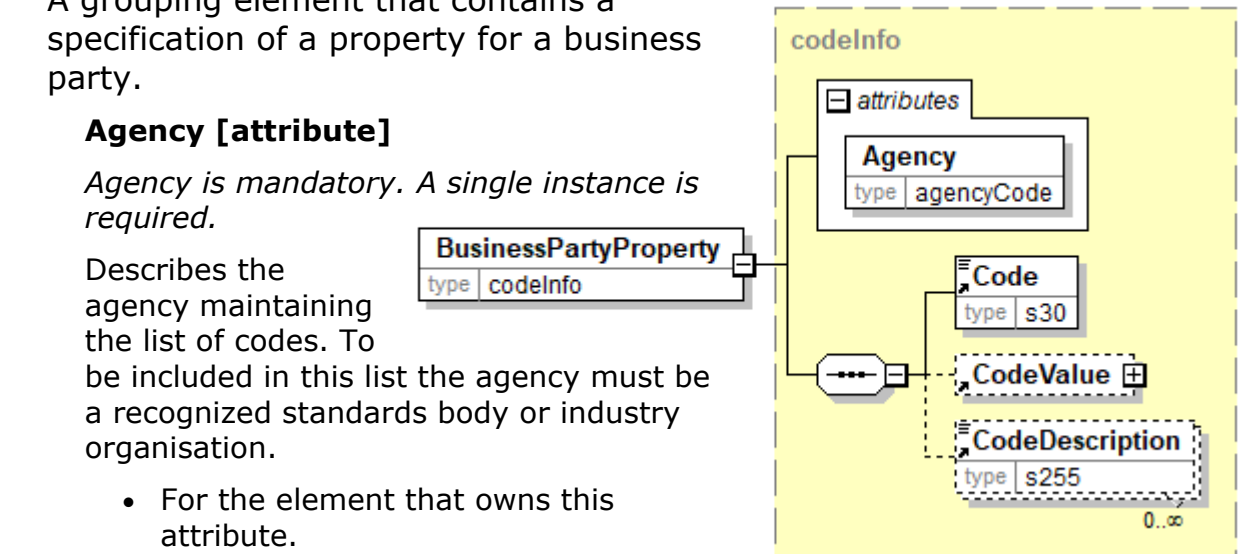 A grouping element that contains a
specification of a property for a business
party.
Agency [attribute]
Agency is mandatory. A single instance is
required.
Describes the
agency maintaining
the list of codes. To
be included in this list the agency must be
a recognized standards body or industry
organisation.
• For the element that owns this
attribute.
BusinessPartyProperty
type codeInfo
codeInfo
attributes
Agency
type agencyCode
Code
type s30
CodeValue
CodeDescription
type s255
0..∞